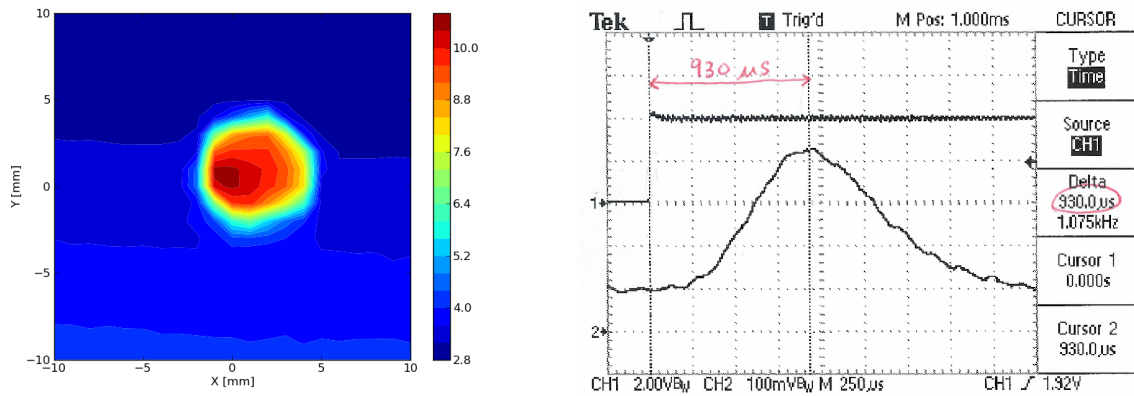 10
5
0
−5
−10
Y [mm]
−10 −5 0 5 10
X [mm]
10.0
8.8
7.6
6.4
5.2
4.0
2.8
Tek T Trig'd M Pos: 1.000ms CURSOR
930 µs
Type
Time
Source
CH1
Delta
930.0µs
1.075kHz
Cursor 1
0.000s
Cursor 2
930.0µs
1
2
CH1 2.00VBW CH2 100mVBW M 250µs CH1 1.92V